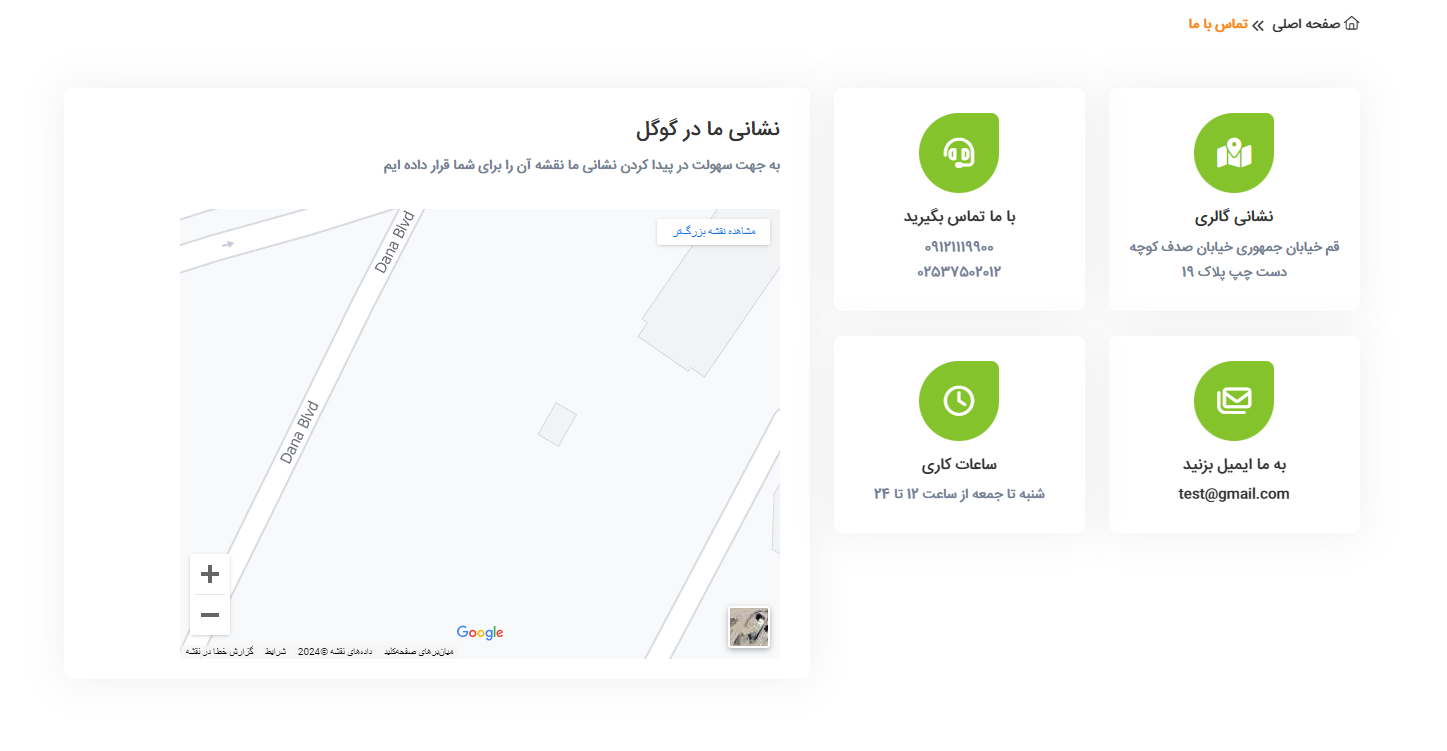 صفحه اصلی » تماس با ما
نشانی گالری
قم خیابان جمهوری خیابان صدف کوچه
دست چپ پلاک ۱۹
با ما تماس بگیرید
۰۹۱۲۱۱۱۹۹۰۰
۰۲۵۳۷۵۰۲۰۱۲
به ما ایمیل بزنید
test@gmail.com
ساعات کاری
شنبه تا جمعه از ساعت ۱۲ تا ۲۴
نشانی ما در گوگل
به جهت سهولت در پیدا کردن نشانی ما نقشه آن را برای شما قرار داده ایم
مشاهده نقشه بزرگ‌تر
Dana Blvd
Dana Blvd
Google
میان‌برهای صفحه‌کلید داده‌های نقشه ©2024 شرایط گزارش خطا در نقشه